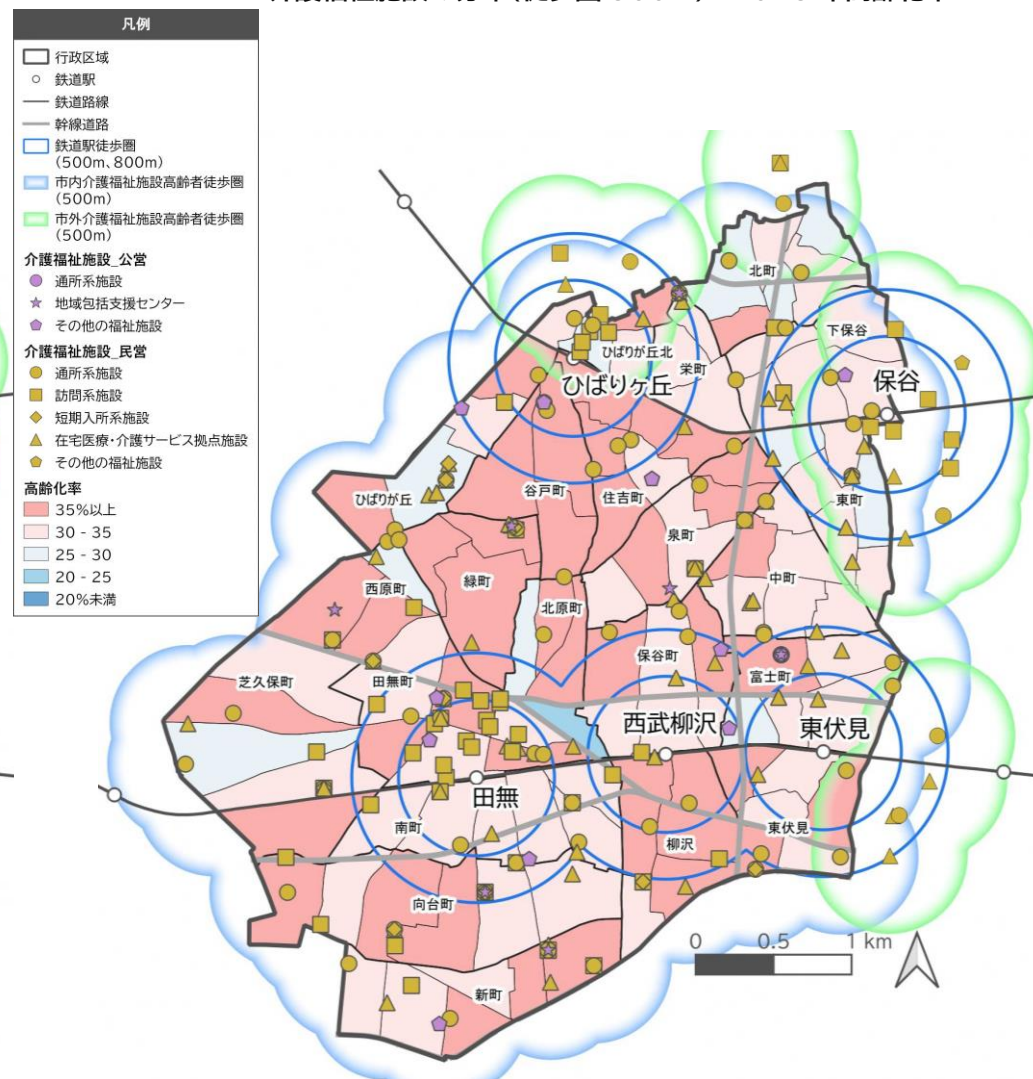 凡例
行政区域
鉄道駅
鉄道路線
幹線道路
鉄道駅徒歩圏
(500m、800m)
市内介護福祉施設高齢者徒歩圏
(500m)
市外介護福祉施設高齢者徒歩圏
(500m)
介護福祉施設_公営
通所系施設
地域包括支援センター
その他の福祉施設
介護福祉施設_民営
通所系施設
訪問系施設
短期入所系施設
在宅医療・介護サービス拠点施設
その他の福祉施設
高齢化率
35%以上
30 - 35
25 - 30
20 - 25
20%未満
北町
下保谷
ひばりが丘北
栄町
ひばりヶ丘
保谷
ひばりが丘
谷戸町
住吉町
東町
泉町
西原町
緑町
北原町
中町
芝久保町
田無町
保谷町
富士町
西武柳沢
東伏見
田無
南町
柳沢
東伏見
向台町
新町
0 0.5 1 km